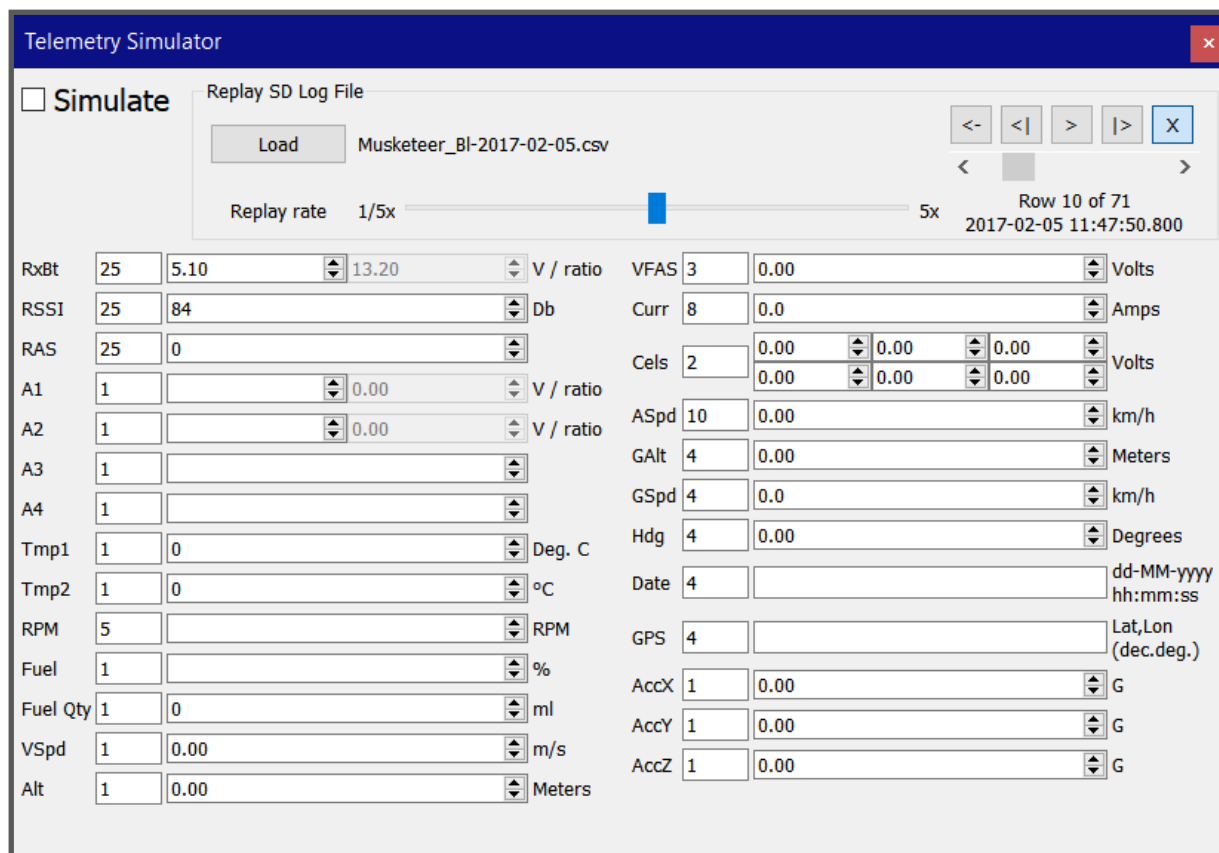 Telemetry Simulator x
Simulate
Replay SD Log File
Load Musketeer_Bl-2017-02-05.csv
<- <| > |> X
< >
Replay rate 1/5x 5x
Row 10 of 71
2017-02-05 11:47:50.800
RxBt 25 5.10 13.20 V / ratio
RSSI 25 84 Db
RAS 25 0
A1 1 0.00 V / ratio
A2 1 0.00 V / ratio
A3 1
A4 1
Tmp1 1 0 Deg. C
Tmp2 1 0 °C
RPM 5 RPM
Fuel 1 %
Fuel Qty 1 0 ml
VSpd 1 0.00 m/s
Alt 1 0.00 Meters
VFAS 3 0.00 Volts
Curr 8 0.0 Amps
Cels 2 0.00 0.00 0.00 Volts
0.00 0.00 0.00
ASpd 10 0.00 km/h
GAlt 4 0.00 Meters
GSpd 4 0.0 km/h
Hdg 4 0.00 Degrees
Date 4 dd-MM-yyyy
hh:mm:ss
GPS 4 Lat,Lon
(dec.deg.)
AccX 1 0.00 G
AccY 1 0.00 G
AccZ 1 0.00 G